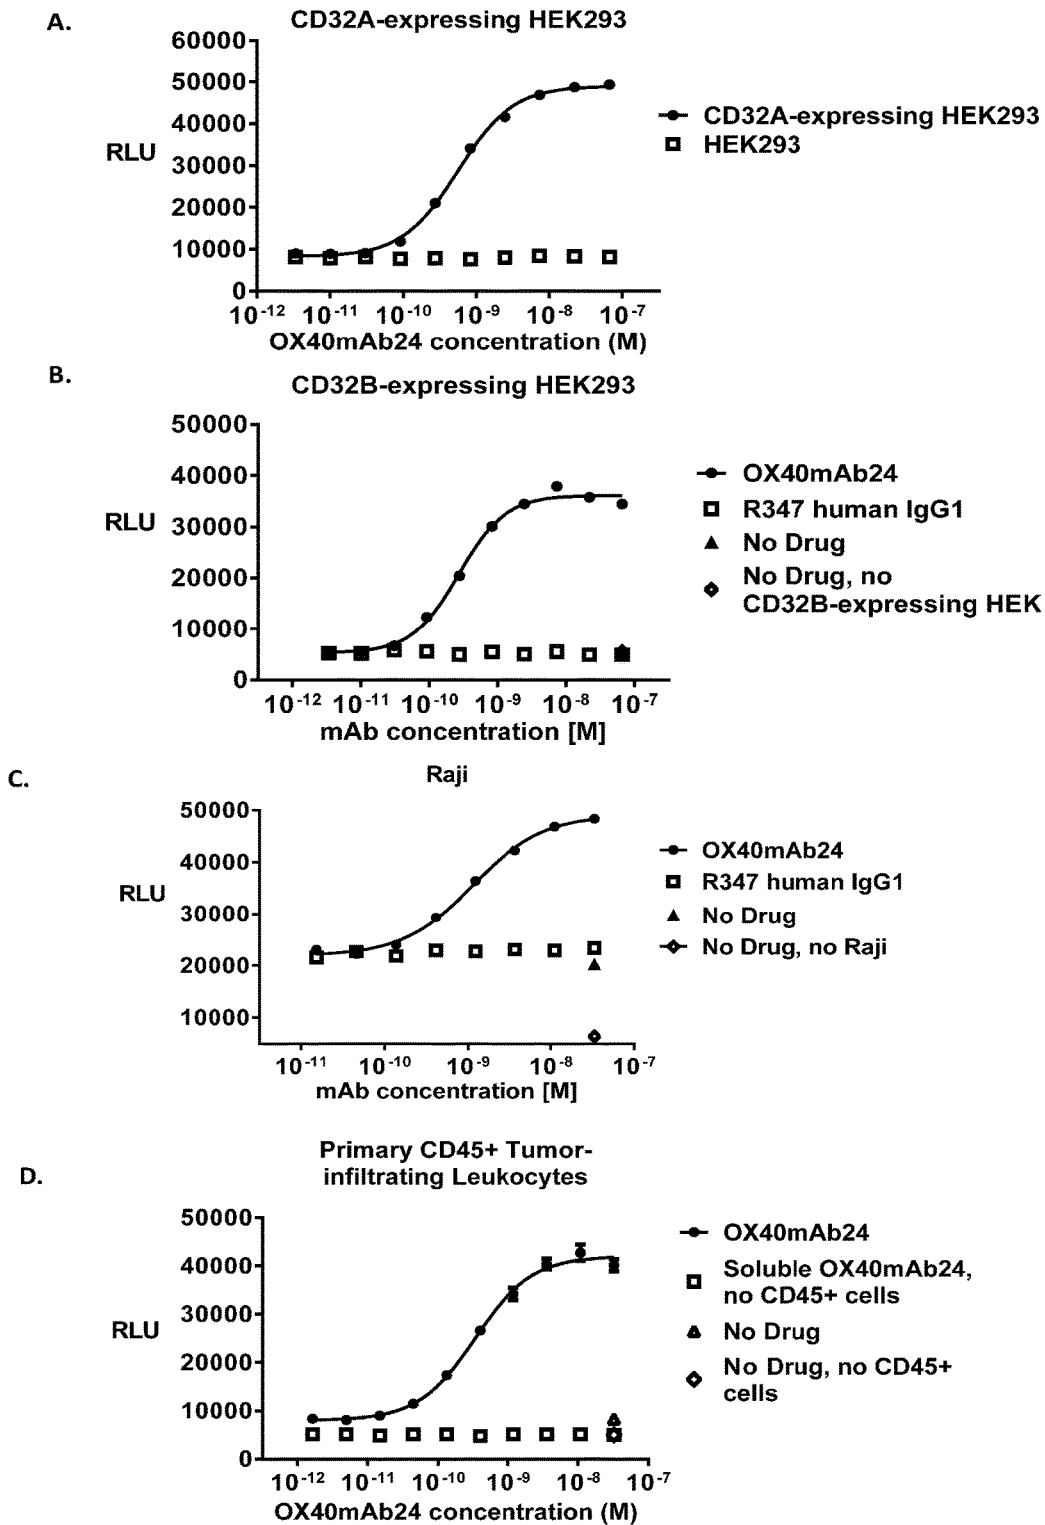 A.
CD32A-expressing HEK293
60000
50000
40000
30000
20000
10000
0
RLU
10-12 10-11 10-10 10-9 10-8 10-7
OX40mAb24 concentration (M)
CD32A-expressing HEK293
HEK293
B.
CD32B-expressing HEK293
50000
40000
30000
20000
10000
0
RLU
10-12 10-11 10-10 10-9 10-8 10-7
mAb concentration [M]
OX40mAb24
R347 human IgG1
No Drug
No Drug, no
CD32B-expressing HEK
C.
Raji
50000
40000
30000
20000
10000
RLU
10-11 10-10 10-9 10-8 10-7
mAb concentration [M]
OX40mAb24
R347 human IgG1
No Drug
No Drug, no Raji
D.
Primary CD45+ Tumor-
infiltrating Leukocytes
50000
40000
30000
20000
10000
0
RLU
10-12 10-11 10-10 10-9 10-8 10-7
OX40mAb24 concentration (M)
OX40mAb24
Soluble OX40mAb24,
no CD45+ cells
No Drug
No Drug, no CD45+
cells